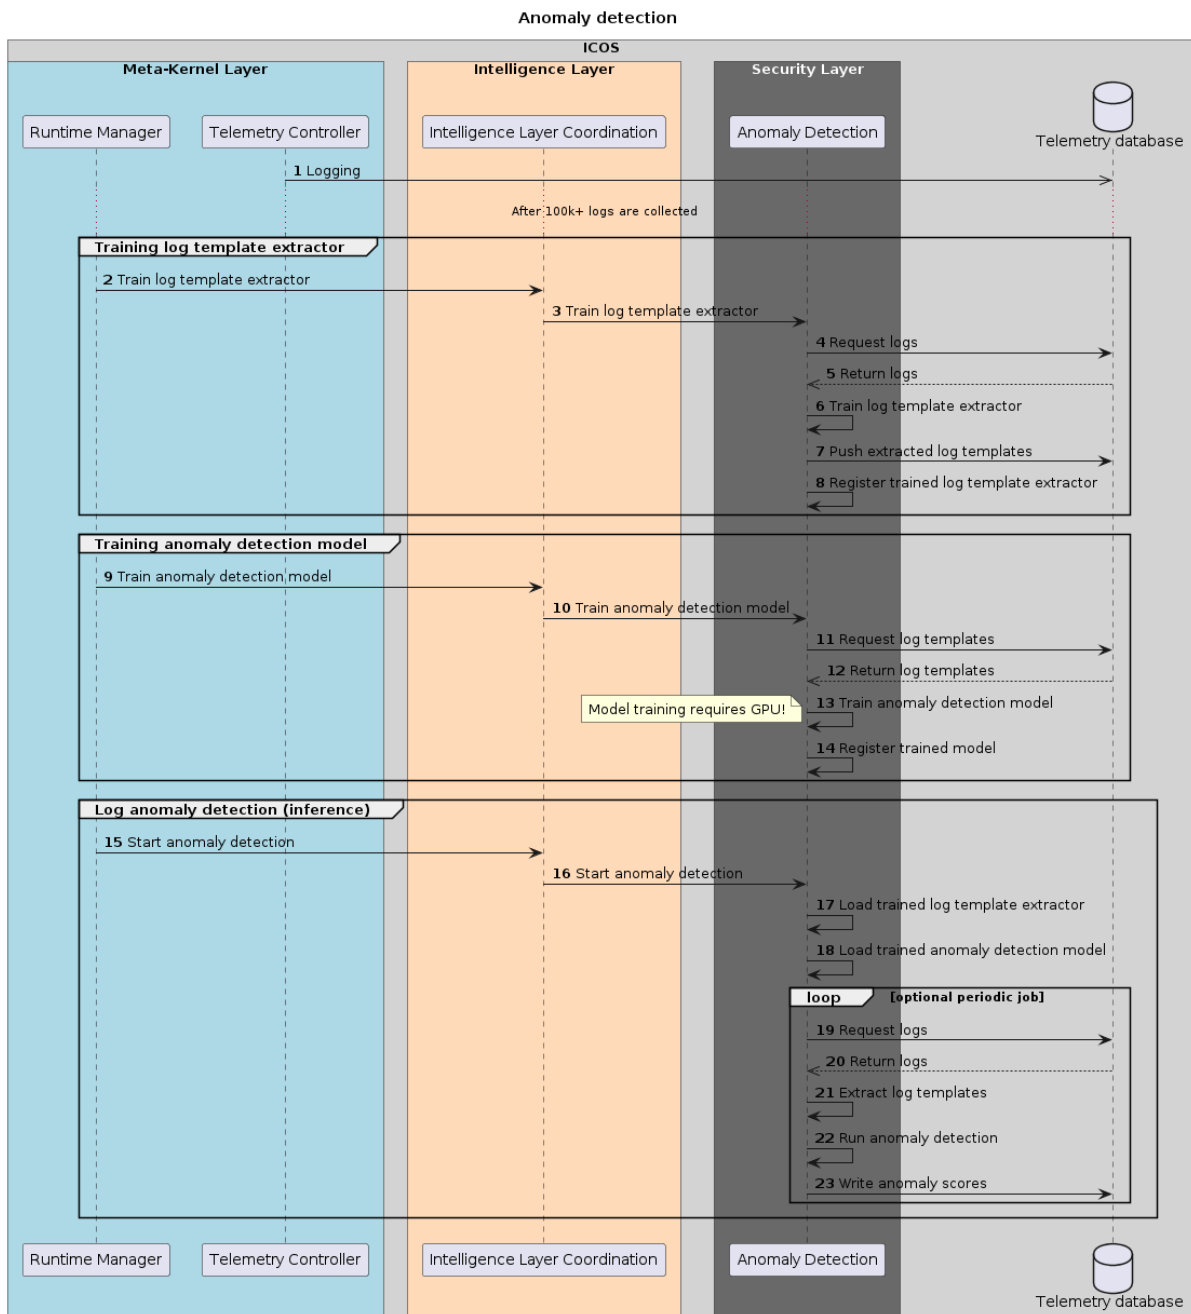 Anomaly detection
ICOS
Meta-Kernel Layer
Intelligence Layer
Security Layer
Runtime Manager
Telemetry Controller
Intelligence Layer Coordination
Anomaly Detection
Telemetry database
1 Logging
After 100k+ logs are collected
Training log template extractor
2 Train log template extractor
3 Train log template extractor
4 Request logs
5 Return logs
6 Train log template extractor
7 Push extracted log templates
8 Register trained log template extractor
Training anomaly detection model
9 Train anomaly detection model
10 Train anomaly detection model
11 Request log templates
12 Return log templates
Model training requires GPU!
13 Train anomaly detection model
14 Register trained model
Log anomaly detection (inference)
15 Start anomaly detection
16 Start anomaly detection
17 Load trained log template extractor
18 Load trained anomaly detection model
loop [optional periodic job]
19 Request logs
20 Return logs
21 Extract log templates
22 Run anomaly detection
23 Write anomaly scores
Runtime Manager
Telemetry Controller
Intelligence Layer Coordination
Anomaly Detection
Telemetry database